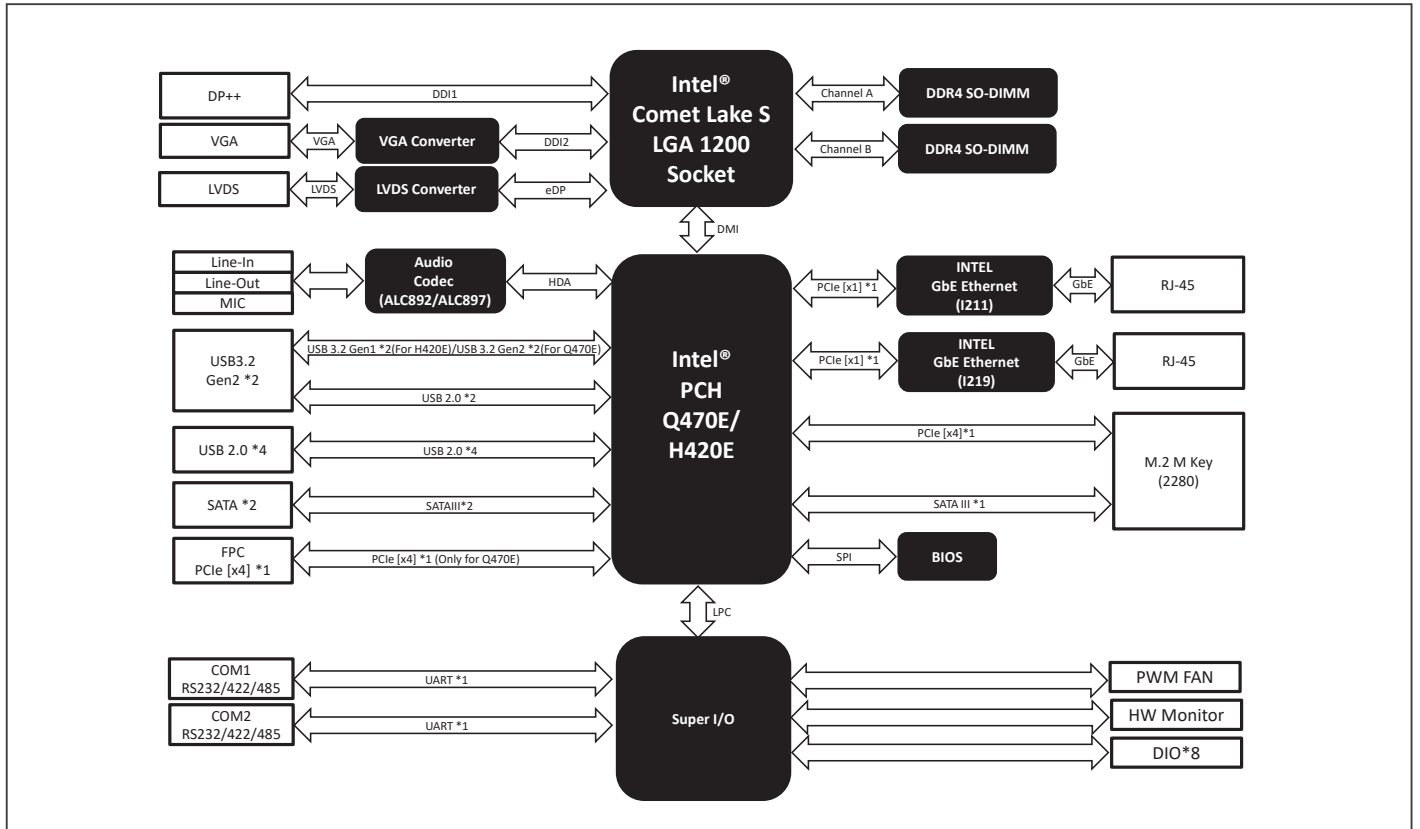 DP++
DDI1
VGA
VGA
VGA Converter
DDI2
LVDS
LVDS
LVDS Converter
eDP
Intel®
Comet Lake S
LGA 1200
Socket
Channel A
DDR4 SO-DIMM
Channel B
DDR4 SO-DIMM
DMI
Line-In
Line-Out
MIC
Audio
Codec
(ALC892/ALC897)
HDA
USB3.2
Gen2 *2
USB 3.2 Gen1 *2(For H420E)/USB 3.2 Gen2 *2(For Q470E)
USB 2.0 *2
USB 2.0 *4
USB 2.0 *4
SATA *2
SATAIII*2
FPC
PCIe [x4] *1
PCIe [x4] *1 (Only for Q470E)
Intel®
PCH
Q470E/
H420E
PCIe [x1] *1
INTEL
GbE Ethernet
(I211)
GbE
RJ-45
PCIe [x1] *1
INTEL
GbE Ethernet
(I219)
GbE
RJ-45
PCIe [x4]*1
SATA III *1
M.2 M Key
(2280)
SPI
BIOS
LPC
COM1
RS232/422/485
UART *1
COM2
RS232/422/485
UART *1
Super I/O
PWM FAN
HW Monitor
DIO*8